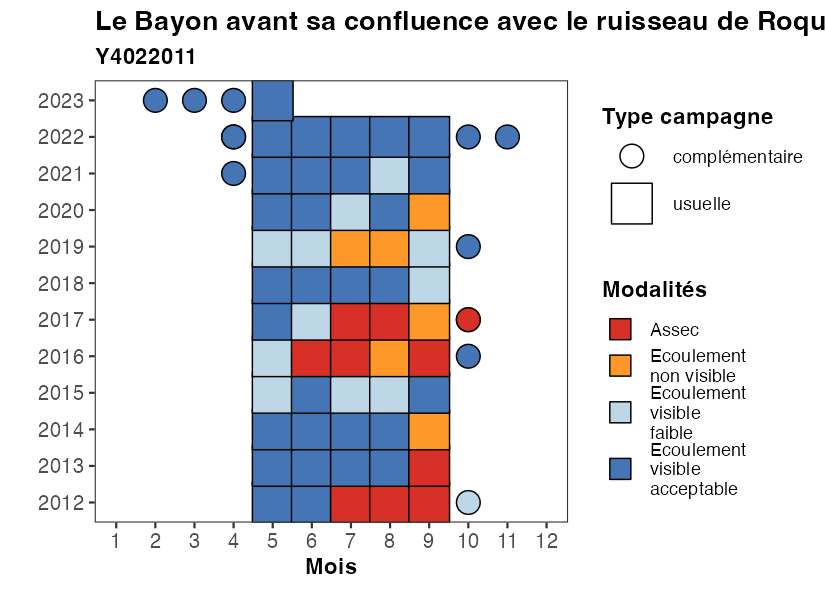 Le Bayon avant sa confluence avec le ruisseau de Roqu
Y4022011
2023
2022
2021
2020
2019
2018
2017
2016
2015
2014
2013
2012
1 2 3 4 5 6 7 8 9 10 11 12
Mois
Type campagne
complémentaire
usuelle
Modalités
Assec
Ecoulement
non visible
Ecoulement
visible
faible
Ecoulement
visible
acceptable